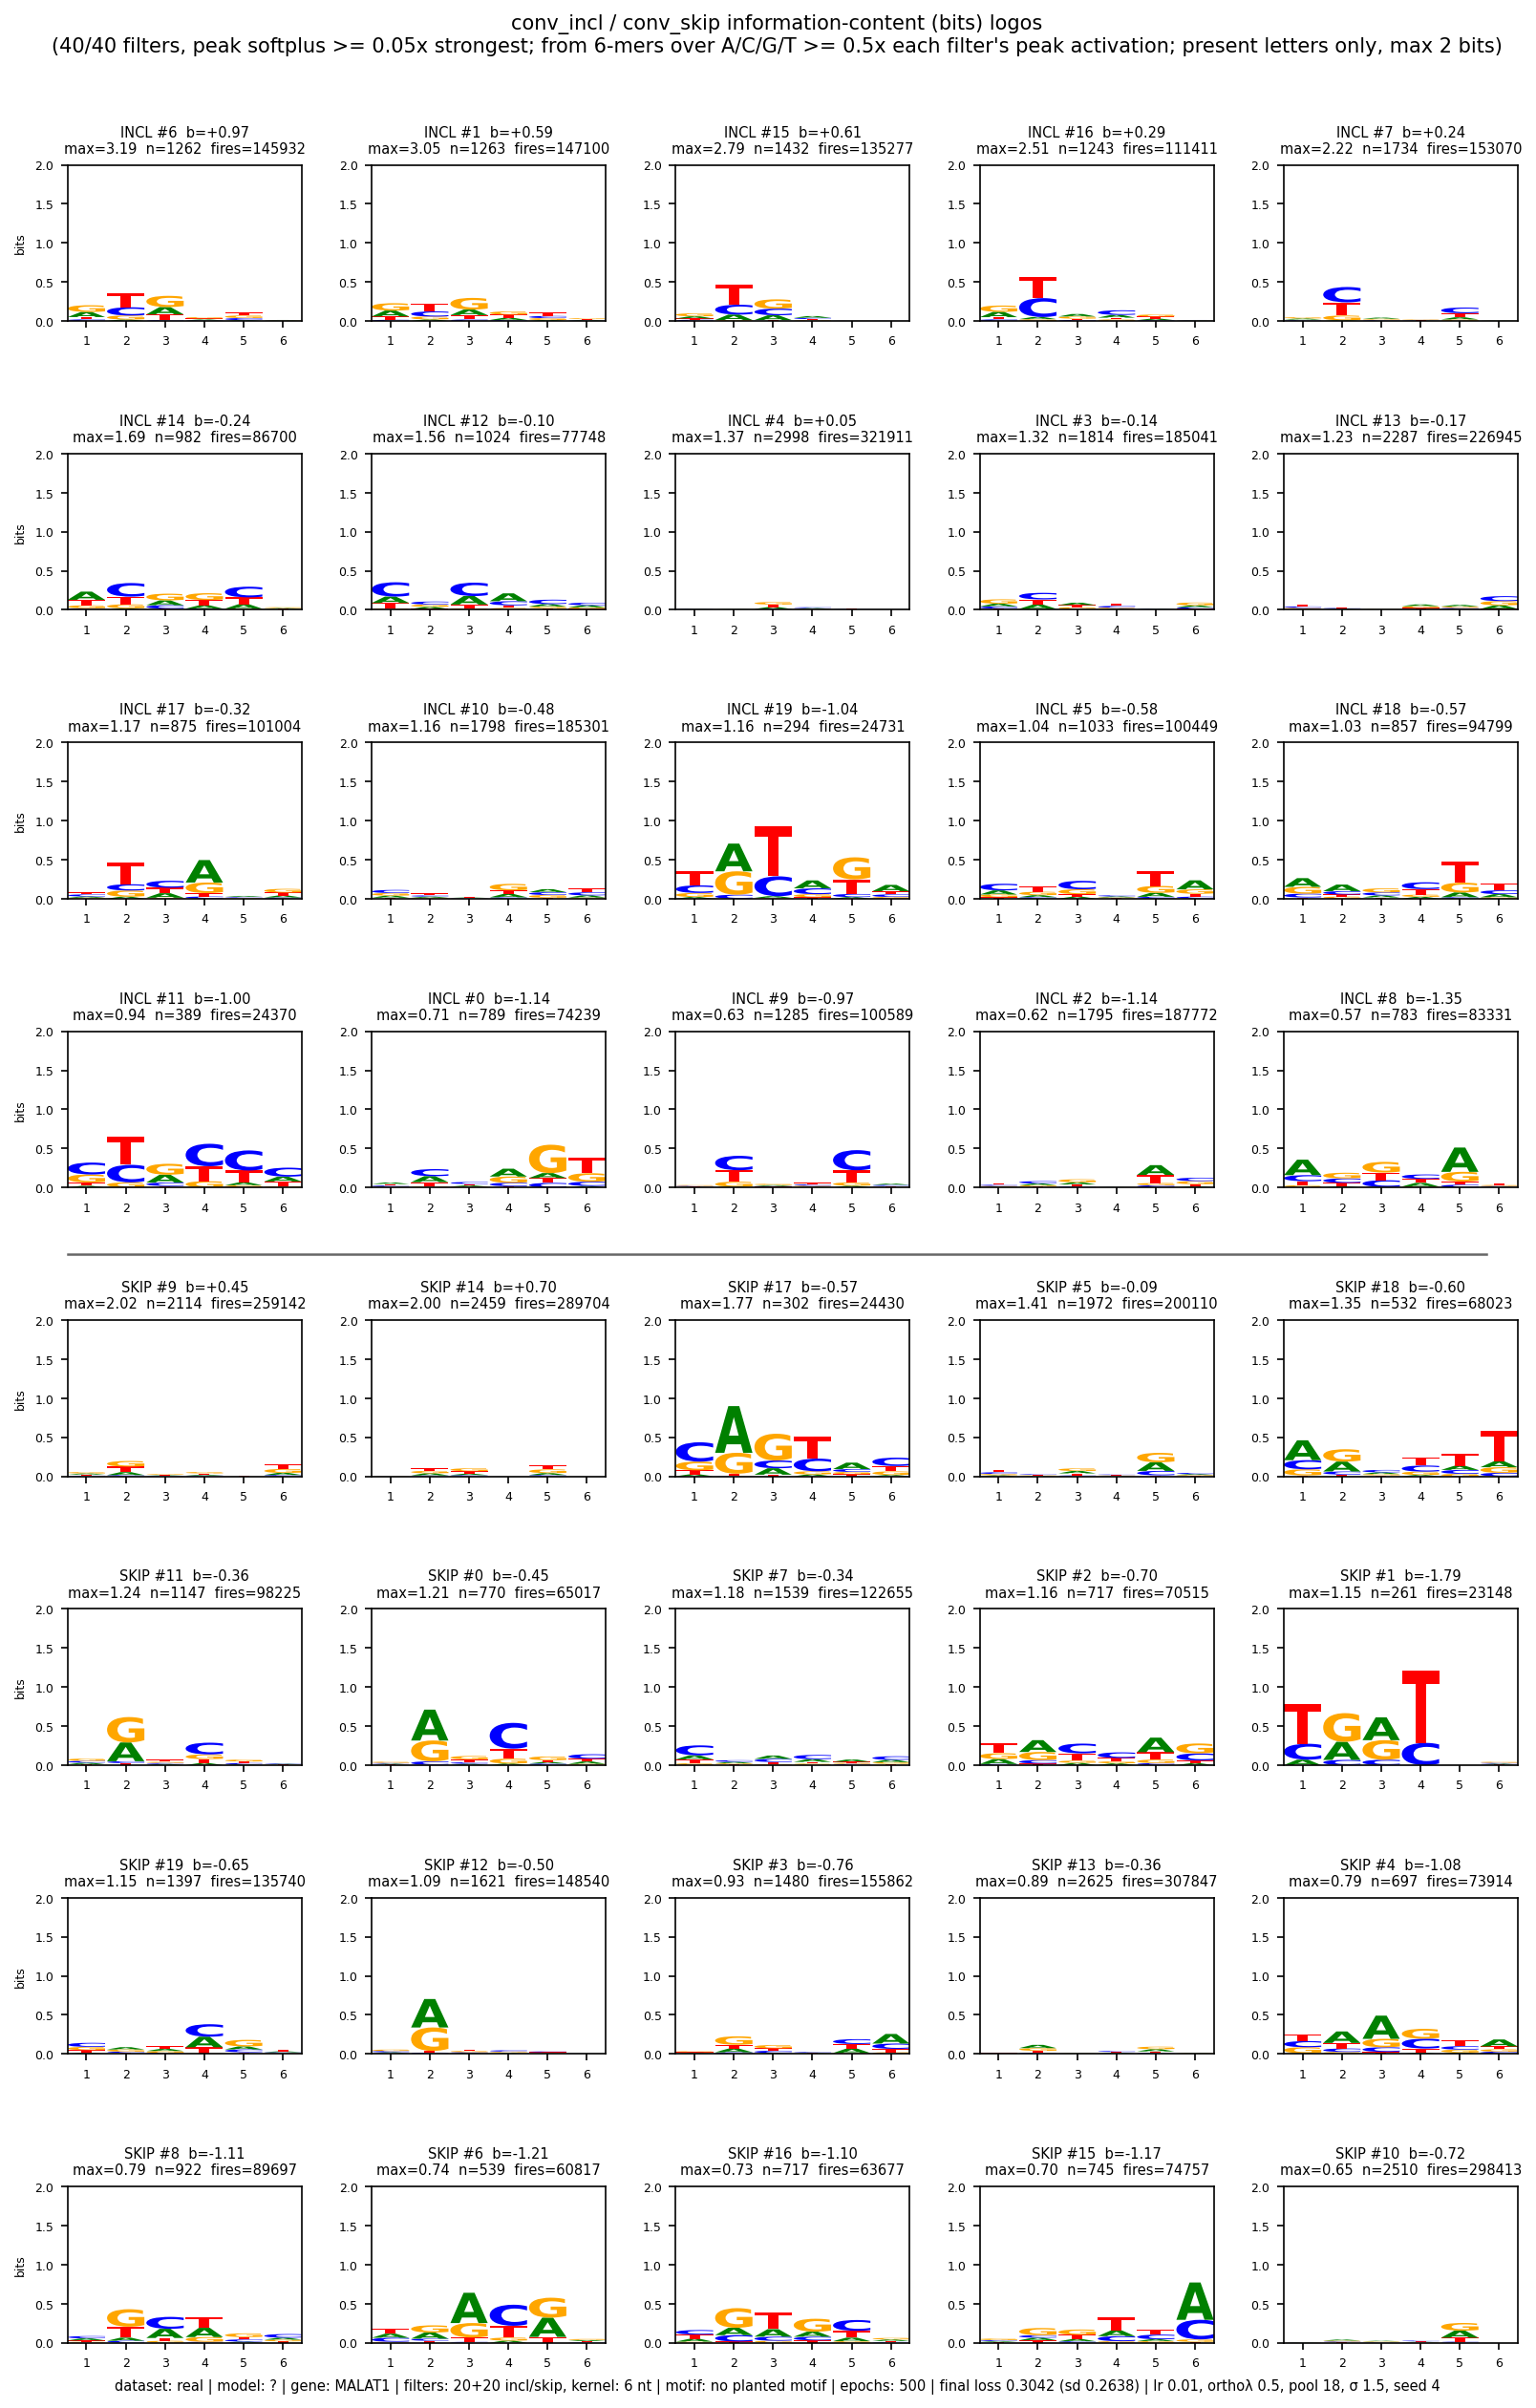 conv_incl / conv_skip information-content (bits) logos
(40/40 filters, peak softplus >= 0.05x strongest; from 6-mers over A/C/G/T >= 0.5x each filter's peak activation; present letters only, max 2 bits)
INCL #6 b=+0.97
max=3.19 n=1262 fires=145932
INCL #1 b=+0.59
max=3.05 n=1263 fires=147100
INCL #15 b=+0.61
max=2.79 n=1432 fires=135277
INCL #16 b=+0.29
max=2.51 n=1243 fires=111411
INCL #7 b=+0.24
max=2.22 n=1734 fires=153070
INCL #14 b=-0.24
max=1.69 n=982 fires=86700
INCL #12 b=-0.10
max=1.56 n=1024 fires=77748
INCL #4 b=+0.05
max=1.37 n=2998 fires=321911
INCL #3 b=-0.14
max=1.32 n=1814 fires=185041
INCL #13 b=-0.17
max=1.23 n=2287 fires=226945
INCL #17 b=-0.32
max=1.17 n=875 fires=101004
INCL #10 b=-0.48
max=1.16 n=1798 fires=185301
INCL #19 b=-1.04
max=1.16 n=294 fires=24731
INCL #5 b=-0.58
max=1.04 n=1033 fires=100449
INCL #18 b=-0.57
max=1.03 n=857 fires=94799
INCL #11 b=-1.00
max=0.94 n=389 fires=24370
INCL #0 b=-1.14
max=0.71 n=789 fires=74239
INCL #9 b=-0.97
max=0.63 n=1285 fires=100589
INCL #2 b=-1.14
max=0.62 n=1795 fires=187772
INCL #8 b=-1.35
max=0.57 n=783 fires=83331
SKIP #9 b=+0.45
max=2.02 n=2114 fires=259142
SKIP #14 b=+0.70
max=2.00 n=2459 fires=289704
SKIP #17 b=-0.57
max=1.77 n=302 fires=24430
SKIP #5 b=-0.09
max=1.41 n=1972 fires=200110
SKIP #18 b=-0.60
max=1.35 n=532 fires=68023
SKIP #11 b=-0.36
max=1.24 n=1147 fires=98225
SKIP #0 b=-0.45
max=1.21 n=770 fires=65017
SKIP #7 b=-0.34
max=1.18 n=1539 fires=122655
SKIP #2 b=-0.70
max=1.16 n=717 fires=70515
SKIP #1 b=-1.79
max=1.15 n=261 fires=23148
SKIP #19 b=-0.65
max=1.15 n=1397 fires=135740
SKIP #12 b=-0.50
max=1.09 n=1621 fires=148540
SKIP #3 b=-0.76
max=0.93 n=1480 fires=155862
SKIP #13 b=-0.36
max=0.89 n=2625 fires=307847
SKIP #4 b=-1.08
max=0.79 n=697 fires=73914
SKIP #8 b=-1.11
max=0.79 n=922 fires=89697
SKIP #6 b=-1.21
max=0.74 n=539 fires=60817
SKIP #16 b=-1.10
max=0.73 n=717 fires=63677
SKIP #15 b=-1.17
max=0.70 n=745 fires=74757
SKIP #10 b=-0.72
max=0.65 n=2510 fires=298413
dataset: real | model: ? | gene: MALAT1 | filters: 20+20 incl/skip, kernel: 6 nt | motif: no planted motif | epochs: 500 | final loss 0.3042 (sd 0.2638) | lr 0.01, orthoλ 0.5, pool 18, σ 1.5, seed 4